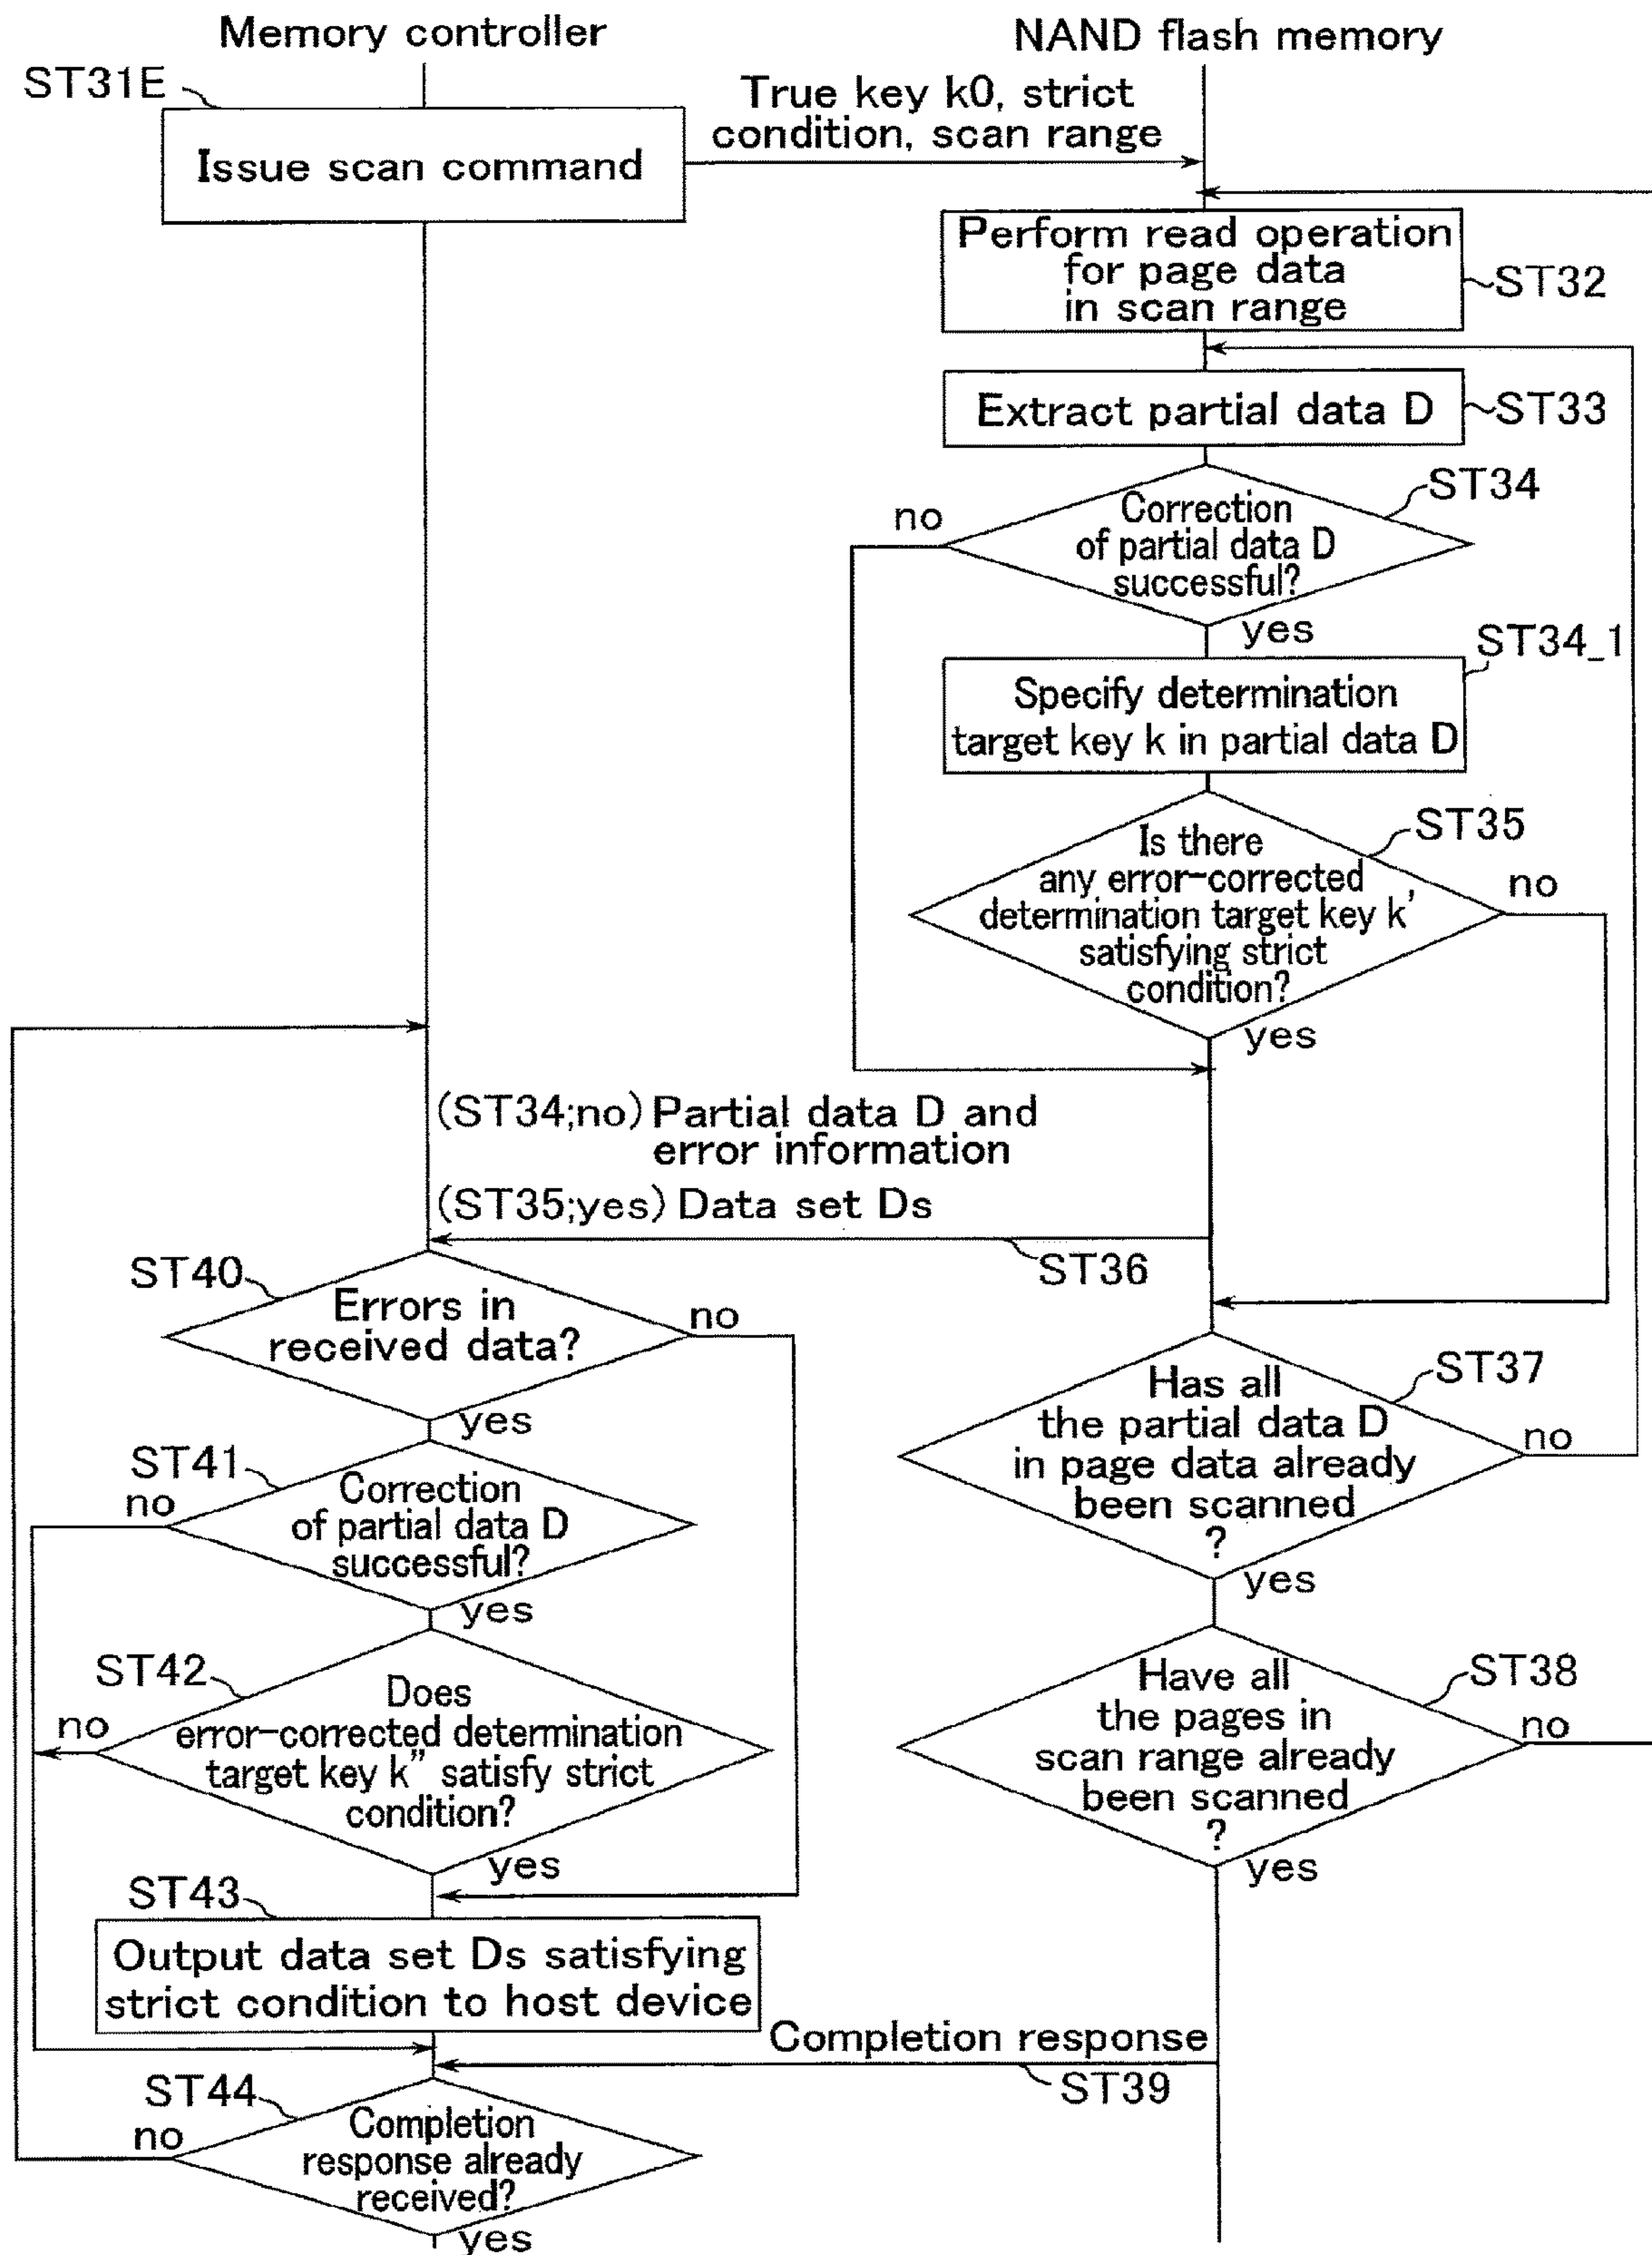 Memory controller
NAND flash memory
ST31E
True key k0, strict
condition, scan range
Issue scan command
Perform read operation
for page data
in scan range
ST32
Extract partial data D
ST33
ST34
Correction
of partial data D
successful?
no
yes
ST34_1
Specify determination
target key k in partial data D
ST35
Is there
any error-corrected
determination target key k'
satisfying strict
condition?
no
yes
(ST34;no) Partial data D and
error information
(ST35;yes) Data set Ds
ST36
ST40
Errors in
received data?
no
yes
ST37
Has all
the partial data D
in page data already
been scanned
?
no
yes
ST41
Correction
of partial data D
successful?
no
yes
ST42
Does
error-corrected determination
target key k" satisfy strict
condition?
no
yes
ST38
Have all
the pages in
scan range already
been scanned
?
no
yes
ST43
Output data set Ds satisfying
strict condition to host device
Completion response
ST39
ST44
Completion
response already
received?
no
yes